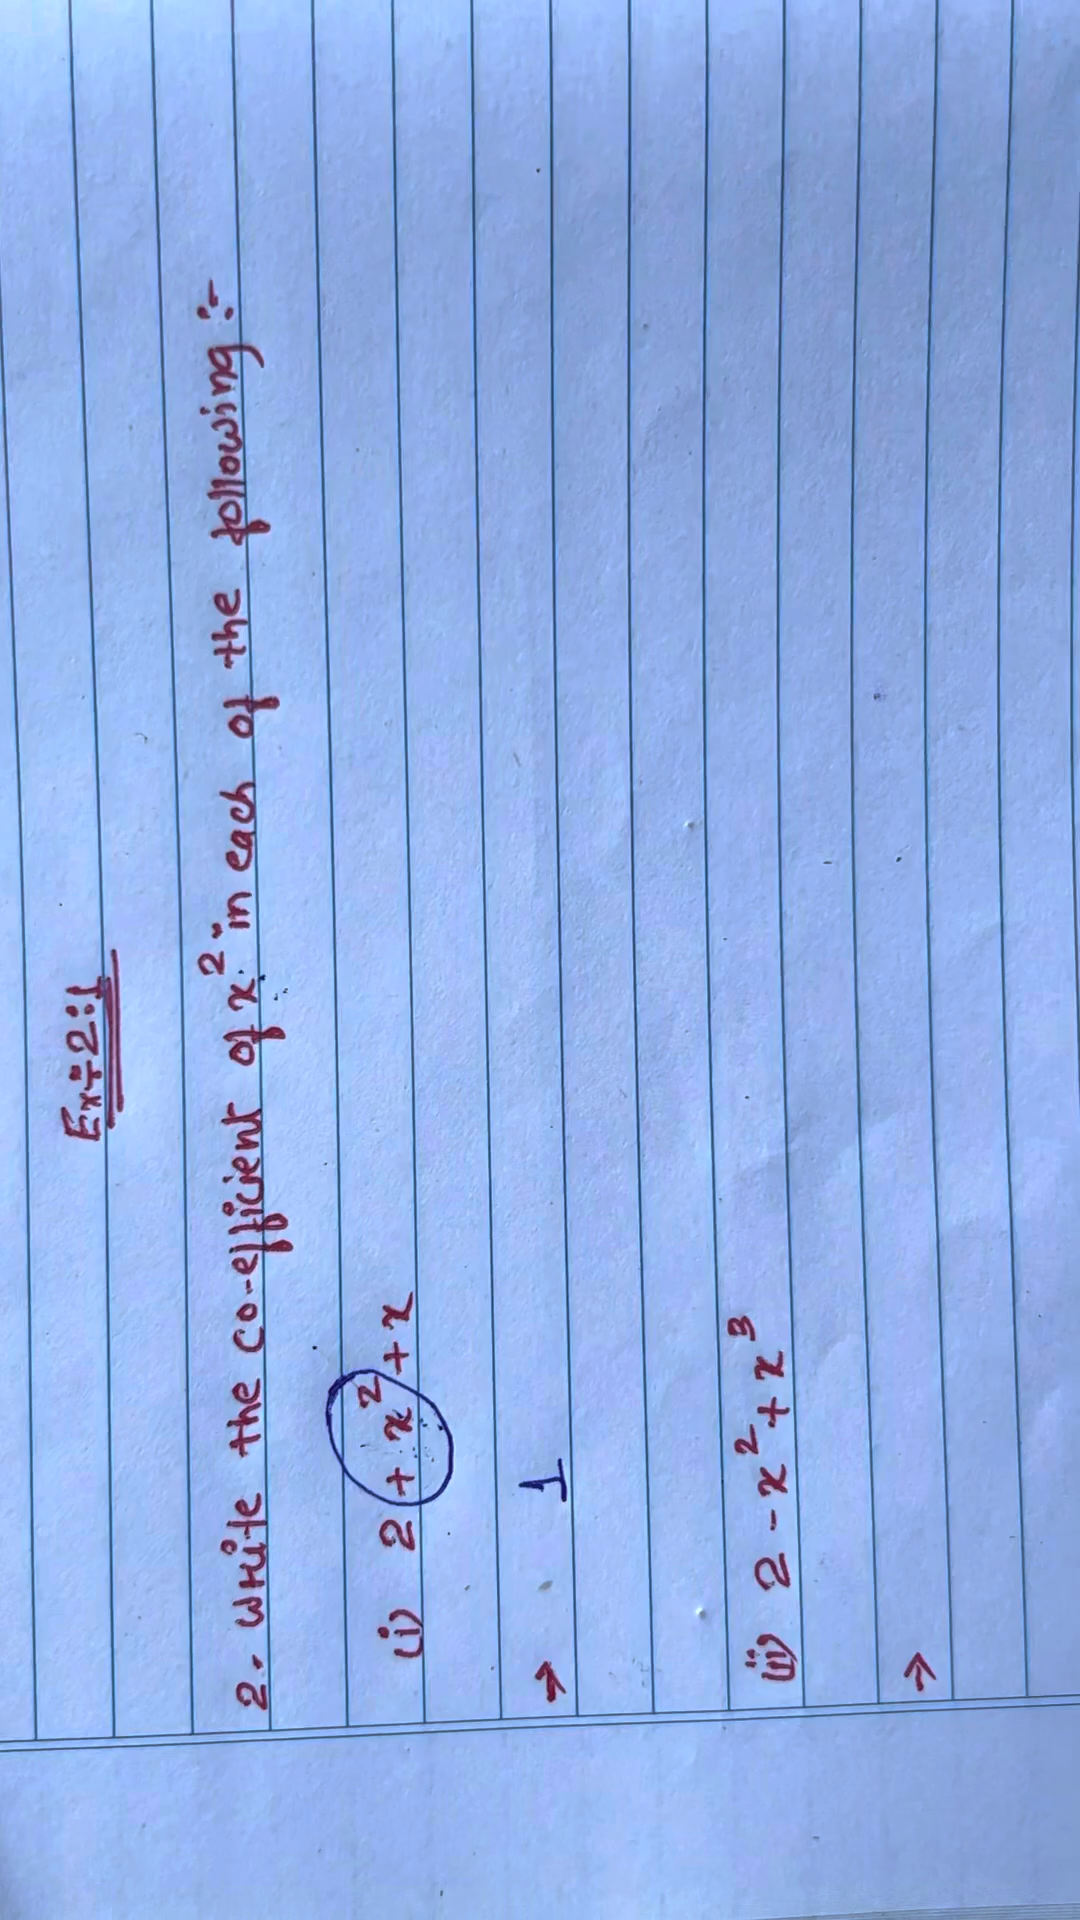 Ex÷2:1
2. Write the co-efficient of x² in each of the following :-
(i) 2 + x² + x
→ 1
(ii) 2 - x² + x³
→